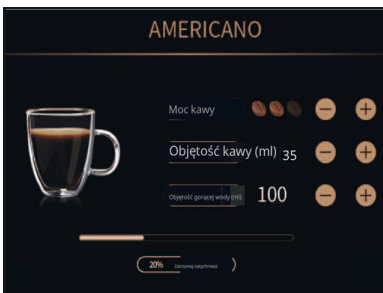 AMERICANO
Moc kawy
Objętość kawy (ml) 35
Objętość gorącej wody (ml) 100
20% Zatrzymaj natychmiast